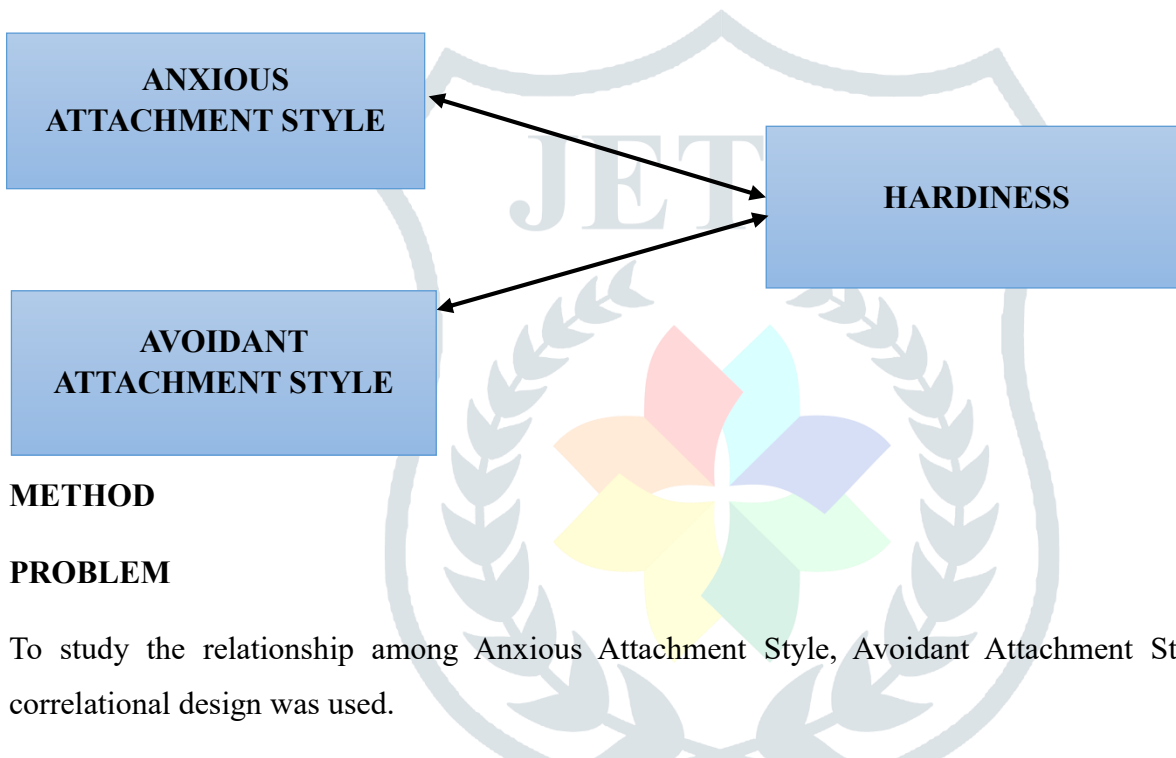 ANXIOUS
ATTACHMENT STYLE
JET
HARDINESS
AVOIDANT
ATTACHMENT STYLE
METHOD
PROBLEM
To study the relationship among Anxious Attachment Style, Avoidant Attachment
correlational design was used.